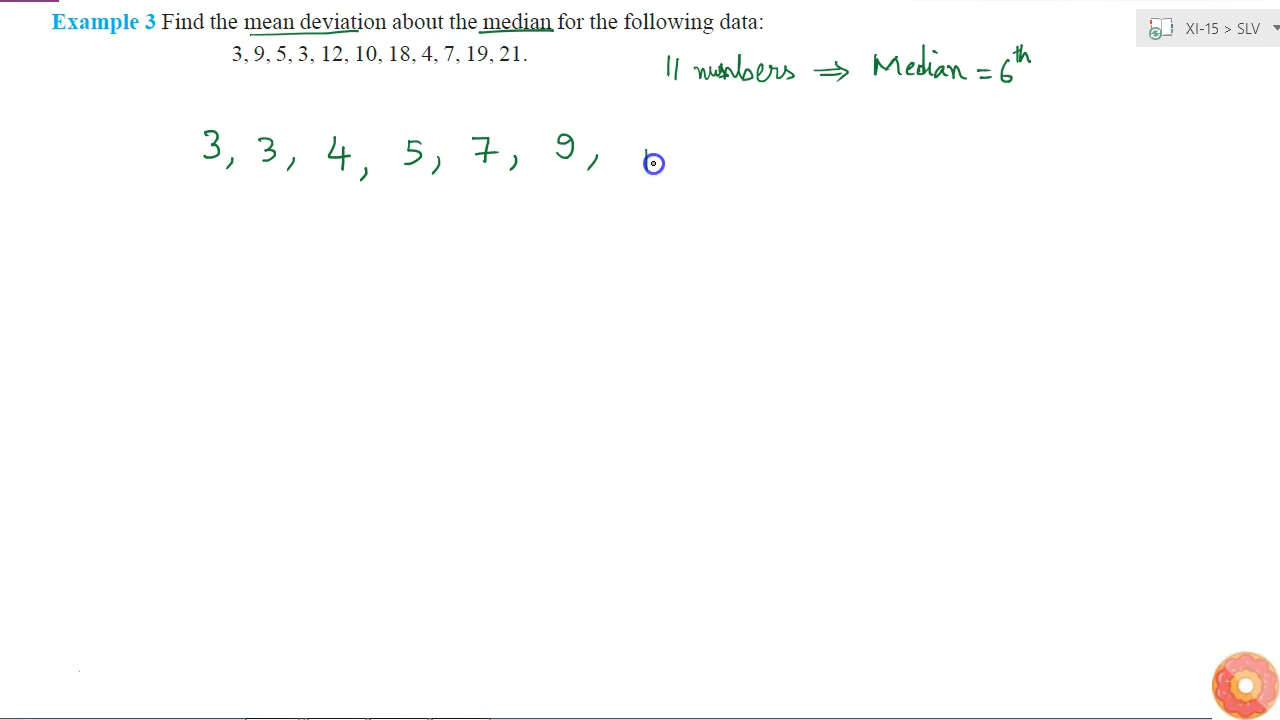 Example 3 Find the mean deviation about the median for the following data:
3, 9, 5, 3, 12, 10, 18, 4, 7, 19, 21.
XI-15 > SLV
11 numbers ⇒ Median = 6th
3, 3, 4, 5, 7, 9,